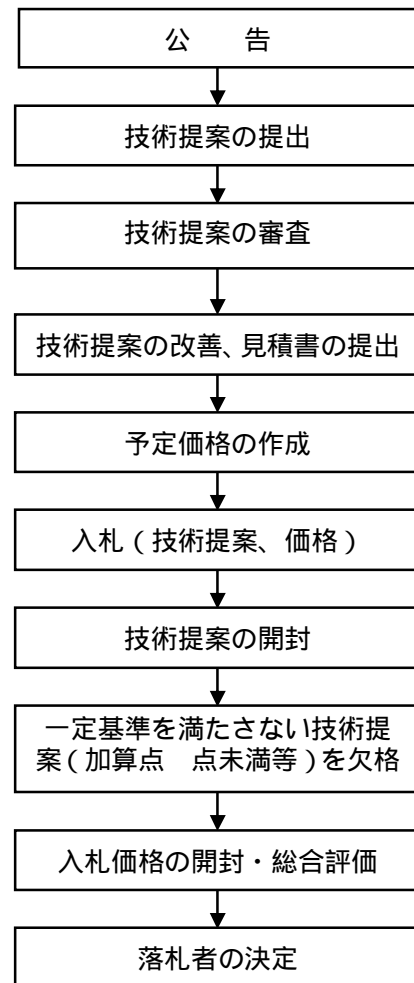 公　　告
技術提案の提出
技術提案の審査
技術提案の改善、見積書の提出
予定価格の作成
入札（技術提案、価格）
技術提案の開封
一定基準を満たさない技術提
案（加算点　点未満等）を欠格
入札価格の開封・総合評価
落札者の決定